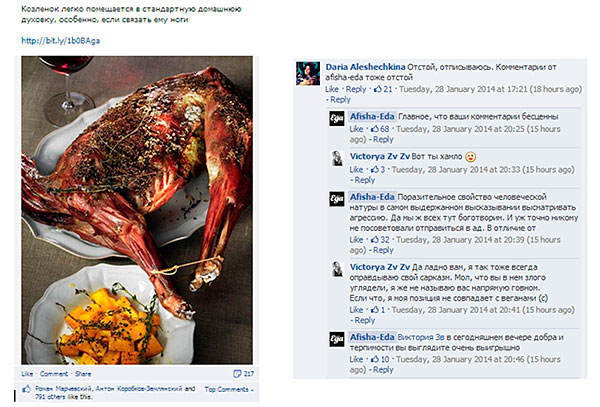 Козленок легко помещается в стандартную домашнюю
духовку, особенно, если связать ему ноги
http://bit.ly/1b0BAga
Like · Comment · Share
217
Роман Мариевский, Антон Коробков-Землянский and
791 others like this.
Top Comments
Daria Aleshechkina Отстой, отписываюсь. Комментарии от
afisha-eda тоже отстой
Like · Reply · 21 · Tuesday, 28 January 2014 at 17:21 (18 hours ago)
- Reply
Еда
Afisha-Eda Главное, что ваши комментарии бесценны
Like · 68 · Tuesday, 28 January 2014 at 20:25 (15 hours
ago) - Reply
Victorya Zv Zv Вот ты хамло
Like · 3 · Tuesday, 28 January 2014 at 20:33 (15 hours ago)
- Reply
Еда
Afisha-Eda Поразительное свойство человеческой
натуры в самом выдержанном высказывании высматривать
агрессию. Да мы ж всех тут боготворим. И уж точно никому
не посоветовали отправиться в ад. В отличие от
Like · 32 · Tuesday, 28 January 2014 at 20:39 (15 hours
ago) - Reply
Victorya Zv Zv Да ладно вам, я так тоже всегда
оправдываю свой сарказм. Мол, что вы в нем злого
углядели, я же не называю вас напрямую говном.
Если что, я моя позиция не совпадает с веганами (с)
Like · 1 · Tuesday, 28 January 2014 at 20:41 (15 hours ago)
- Reply
Еда
Afisha-Eda Виктория Зв в сегодняшнем вечере добра и
терпимости вы выглядите очень выигрышно
Like · 10 · Tuesday, 28 January 2014 at 20:46 (15 hours
ago) - Reply